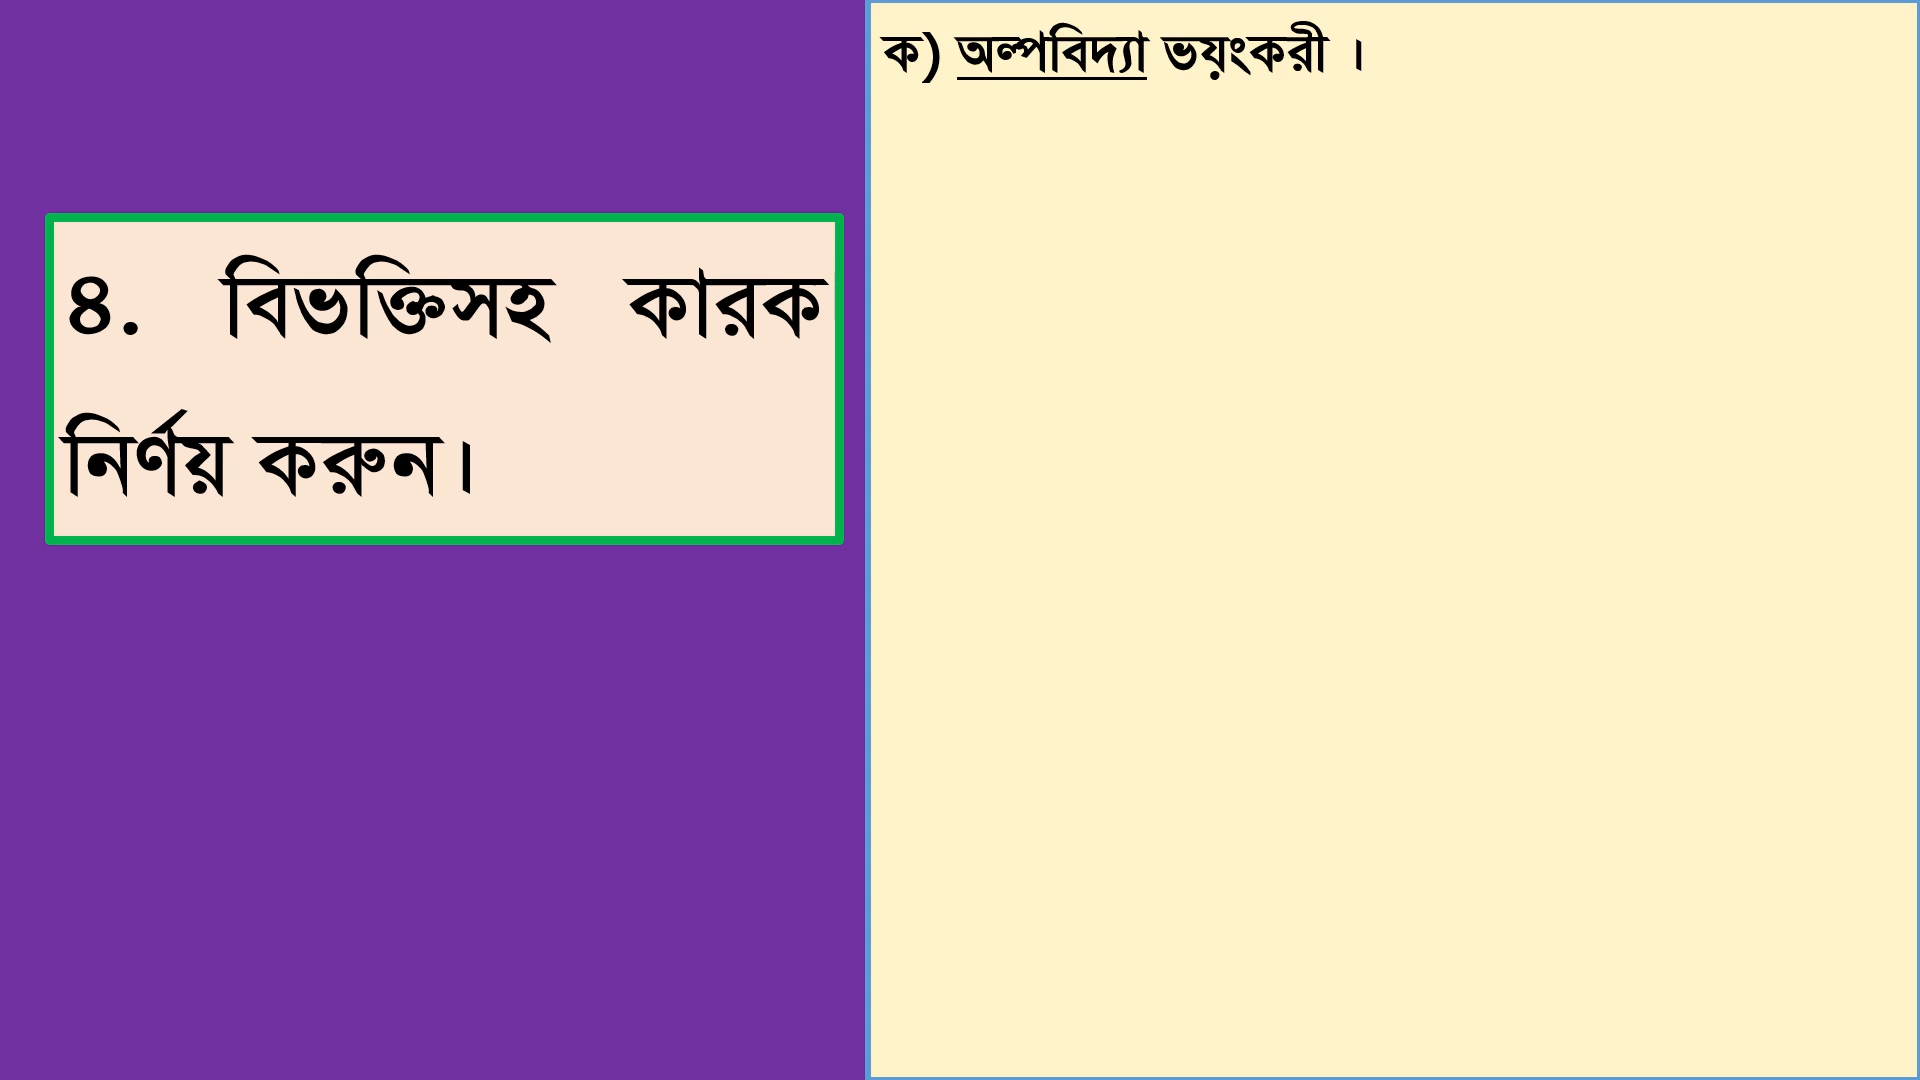 ক) অল্পবিদ্যা ভয়ংকরী ।
৪. বিভক্তিসহ কারক
নির্ণয় করুন।